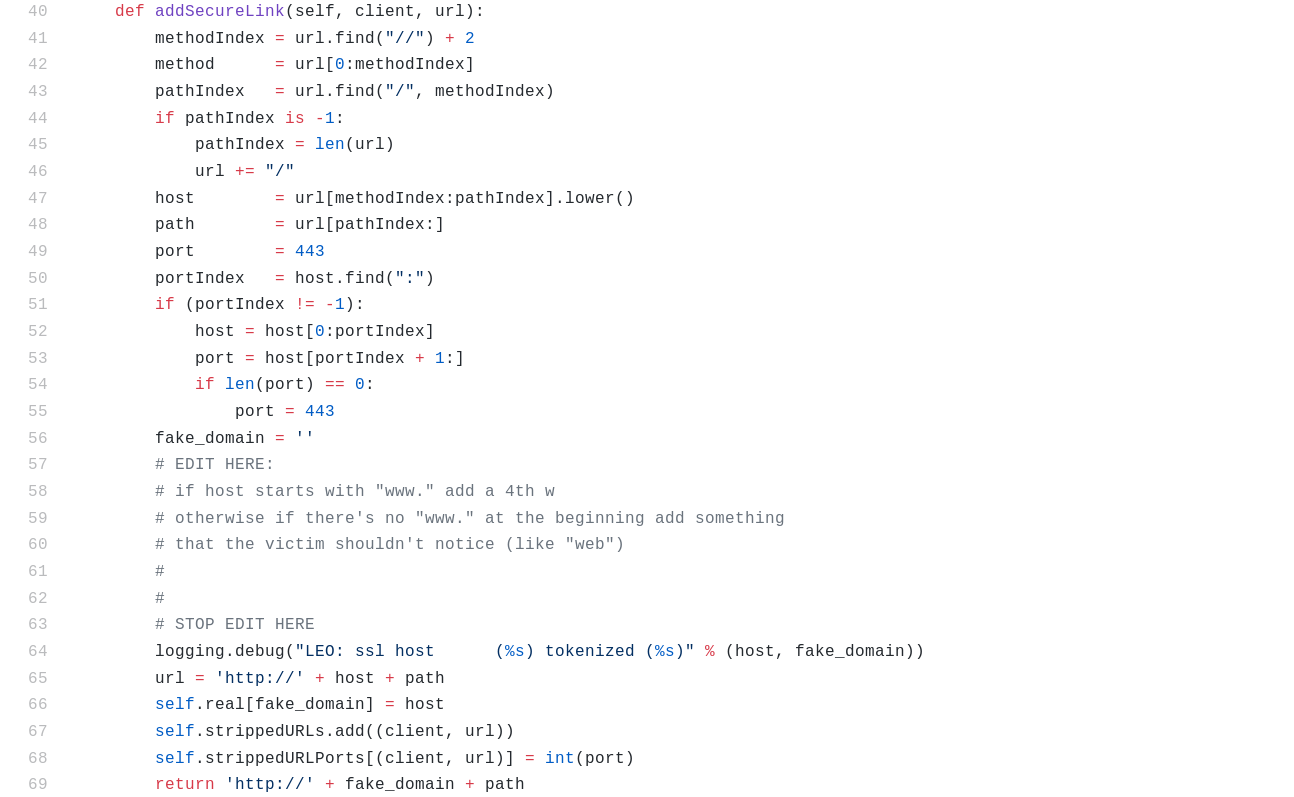 40 def addSecureLink(self, client, url):
41 methodIndex = url.find("//") + 2
42 method      = url[0:methodIndex]
43 pathIndex   = url.find("/", methodIndex)
44 if pathIndex is -1:
45     pathIndex = len(url)
46     url += "/"
47 host        = url[methodIndex:pathIndex].lower()
48 path        = url[pathIndex:]
49 port        = 443
50 portIndex   = host.find(":")
51 if (portIndex != -1):
52     host = host[0:portIndex]
53     port = host[portIndex + 1:]
54     if len(port) == 0:
55         port = 443
56 fake_domain = ''
57 # EDIT HERE:
58 # if host starts with "www." add a 4th w
59 # otherwise if there's no "www." at the beginning add something
60 # that the victim shouldn't notice (like "web")
61 #
62 #
63 # STOP EDIT HERE
64 logging.debug("LEO: ssl host      (%s) tokenized (%s)" % (host, fake_domain))
65 url = 'http://' + host + path
66 self.real[fake_domain] = host
67 self.strippedURLs.add((client, url))
68 self.strippedURLPorts[(client, url)] = int(port)
69 return 'http://' + fake_domain + path